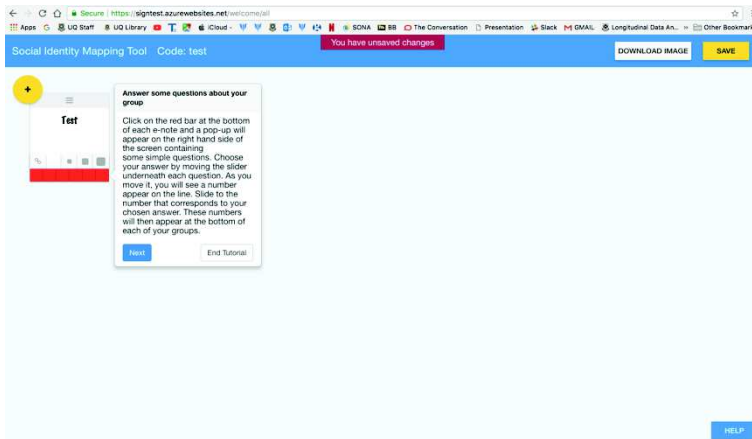 Secure https://signtest.azurewebsites.net/welcome/all
Apps UQ Staff UQ Library iCloud SONA BB The Conversation Presentation Slack GMAIL Longitudinal Data An... Other Bookmar
You have unsaved changes
Social Identity Mapping Tool Code: test
DOWNLOAD IMAGE
SAVE
+
Test
Answer some questions about your
group
Click on the red bar at the bottom
of each e-note and a pop-up will
appear on the right hand side of
the screen containing
some simple questions. Choose
your answer by moving the slider
underneath each question. As you
move it, you will see a number
appear on the line. Slide to the
number that corresponds to your
chosen answer. These numbers
will then appear at the bottom of
each of your groups.
Next
End Tutorial
HELP